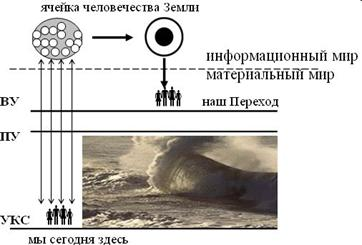 ячейка человечества Земли
информационный мир
материальный мир
ВУ
наш Переход
ПУ
УКС
мы сегодня здесь